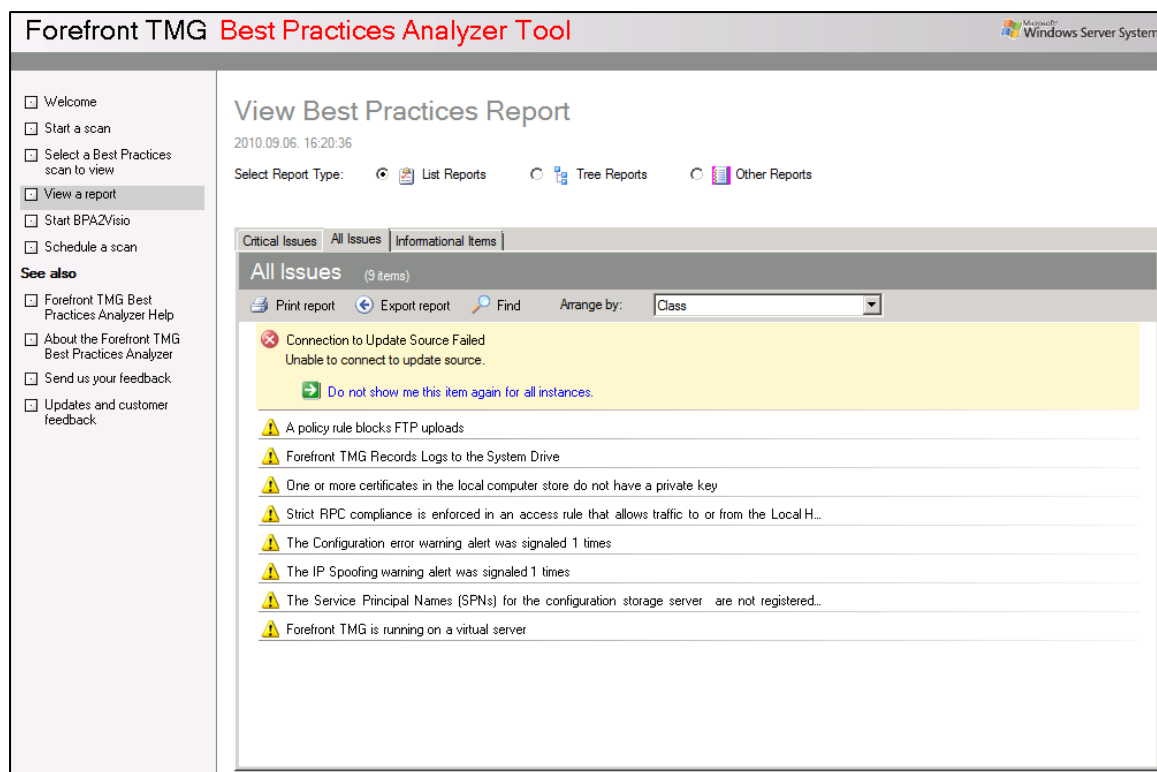 Forefront TMG Best Practices Analyzer Tool
Microsoft
Windows Server System
Welcome
Start a scan
Select a Best Practices
scan to view
View a report
Start BPA2Visio
Schedule a scan
See also
Forefront TMG Best
Practices Analyzer Help
About the Forefront TMG
Best Practices Analyzer
Send us your feedback
Updates and customer
feedback
View Best Practices Report
2010.09.06. 16:20:36
Select Report Type: List Reports Tree Reports Other Reports
Critical Issues All Issues Informational Items
All Issues (9 items)
Print report Export report Find Arrange by: Class
Connection to Update Source Failed
Unable to connect to update source.
Do not show me this item again for all instances.
A policy rule blocks FTP uploads
Forefront TMG Records Logs to the System Drive
One or more certificates in the local computer store do not have a private key
Strict RPC compliance is enforced in an access rule that allows traffic to or from the Local H...
The Configuration error warning alert was signaled 1 times
The IP Spoofing warning alert was signaled 1 times
The Service Principal Names (SPNs) for the configuration storage server are not registered...
Forefront TMG is running on a virtual server